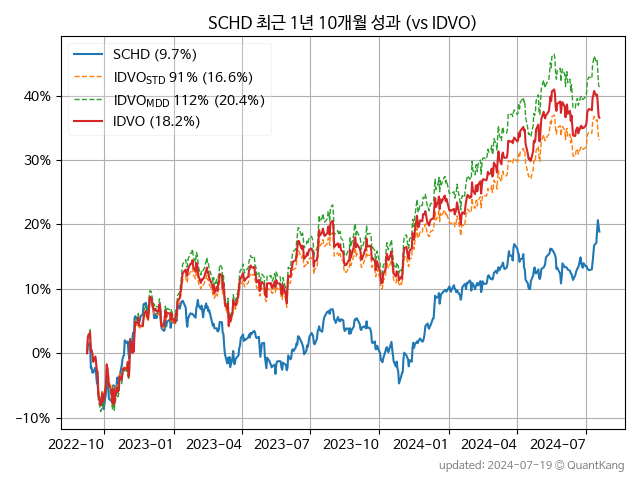 SCHD 최근 1년 10개월 성과 (vs IDVO)
SCHD (9.7%)
IDVOSTD 91% (16.6%)
IDVOMDD 112% (20.4%)
IDVO (18.2%)
40%
30%
20%
10%
0%
−10%
2022-10 2023-01 2023-04 2023-07 2023-10 2024-01 2024-04 2024-07
updated: 2024-07-19 © QuantKang